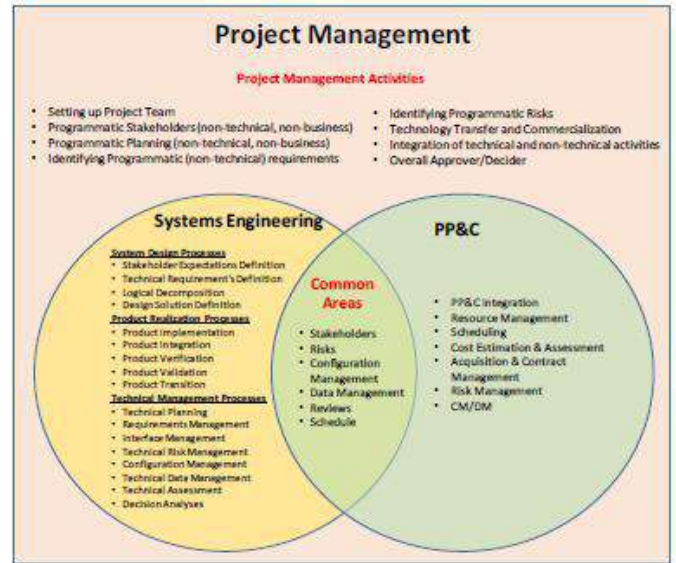 Project Management
Project Management Activities
• Setting up Project Team
• Programmatic Stakeholders (non-technical, non-business)
• Programmatic Planning (non-technical, non-business)
• Identifying Programmatic (non-technical) requirements
• Identifying Programmatic Risks
• Technology Transfer and Commercialization
• Integration of technical and non-technical activities
• Overall Approver/Decider
Systems Engineering
System Design Processes
• Stakeholder Expectations Definition
• Technical Requirement's Definition
• Logical Decomposition
• Design Solution Definition
Product Realization Processes
• Product Implementation
• Product Integration
• Product Verification
• Product Validation
• Product Transition
Technical Management Processes
• Technical Planning
• Requirements Management
• Interface Management
• Technical Risk Management
• Configuration Management
• Technical Data Management
• Technical Assessment
• Decision Analyses
Common
Areas
• Stakeholders
• Risks
• Configuration
Management
• Data Management
• Reviews
• Schedule
PP&C
• PP&C Integration
• Resource Management
• Scheduling
• Cost Estimation & Assessment
• Acquisition & Contract
Management
• Risk Management
• CM/DM